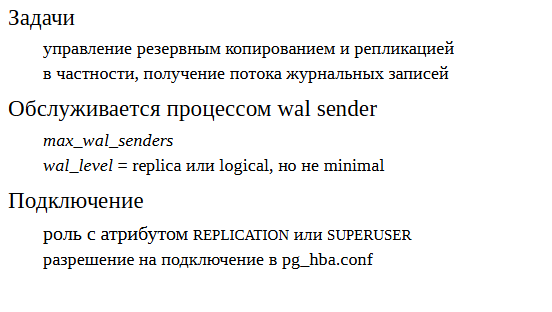 Задачи
управление резервным копированием и репликацией
в частности, получение потока журнальных записей
Обслуживается процессом wal sender
max_wal_senders
wal_level = replica или logical, но не minimal
Подключение
роль с атрибутом REPLICATION или SUPERUSER
разрешение на подключение в pg_hba.conf